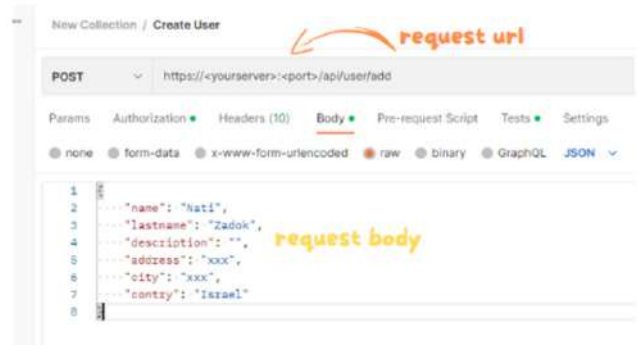 New Collection / Create User
request url
POST https://<yourserver>:<port>/api/user/add
Params Authorization Headers (10) Body Pre-request Script Tests Settings
none form-data x-www-form-urlencoded raw binary GraphQL JSON
1 {
2 "name": "Nati",
3 "lastname": "Zadok",
4 "description": "",
request body
5 "address": "xxx",
6 "city": "xxx",
7 "contry": "Israel"
8 }